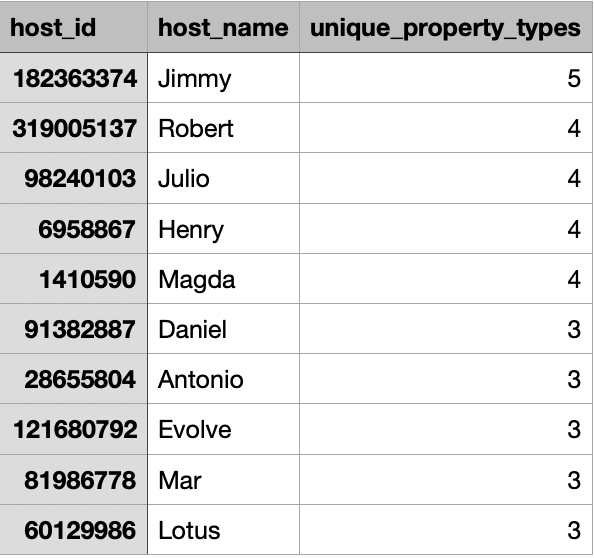 host_id host_name unique_property_types
182363374 Jimmy 5
319005137 Robert 4
98240103 Julio 4
6958867 Henry 4
1410590 Magda 4
91382887 Daniel 3
28655804 Antonio 3
121680792 Evolve 3
81986778 Mar 3
60129986 Lotus 3